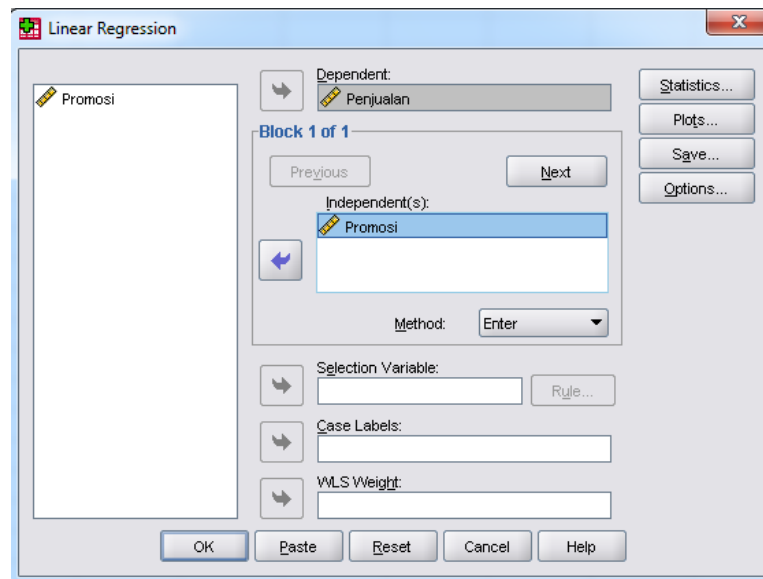 Linear Regression
Promosi
Dependent:
Penjualan
Block 1 of 1
Previous
Next
Independent(s):
Promosi
Method:
Enter
Selection Variable:
Rule...
Case Labels:
WLS Weight:
Statistics...
Plots...
Save...
Options...
OK
Paste
Reset
Cancel
Help